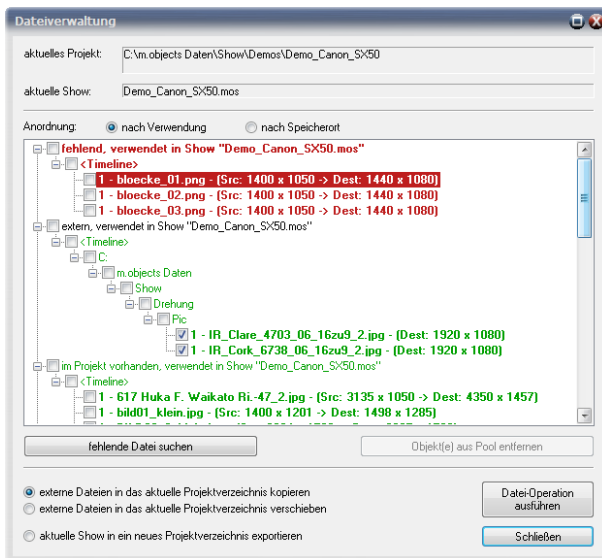 Dateiverwaltung
aktuelles Projekt: C:\m.objects Daten\Show\Demos\Demo_Canon_SX50
aktuelle Show: Demo_Canon_SX50.mos
Anordnung: nach Verwendung nach Speicherort
fehlend, verwendet in Show "Demo_Canon_SX50.mos"
<Timeline>
1 - bloecke_01.png - (Src: 1400 x 1050 -> Dest: 1440 x 1080)
1 - bloecke_02.png - (Src: 1400 x 1050 -> Dest: 1440 x 1080)
1 - bloecke_03.png - (Src: 1400 x 1050 -> Dest: 1440 x 1080)
extern, verwendet in Show "Demo_Canon_SX50.mos"
<Timeline>
C:
m.objects Daten
Show
Drehung
Pic
1 - IR_Clare_4703_06_16zu9_2.jpg - (Dest: 1920 x 1080)
1 - IR_Cork_6738_06_16zu9_2.jpg - (Dest: 1920 x 1080)
im Projekt vorhanden, verwendet in Show "Demo_Canon_SX50.mos"
<Timeline>
1 - 617 Huka F. Waikato Ri.-47_2.jpg - (Src: 3135 x 1050 -> Dest: 4350 x 1457)
1 - bild01_klein.jpg - (Src: 1400 x 1201 -> Dest: 1498 x 1285)
fehlende Datei suchen Objekt(e) aus Pool entfernen
externe Dateien in das aktuelle Projektverzeichnis kopieren
externe Dateien in das aktuelle Projektverzeichnis verschieben
Datei-Operation
ausführen
aktuelle Show in ein neues Projektverzeichnis exportieren
Schließen